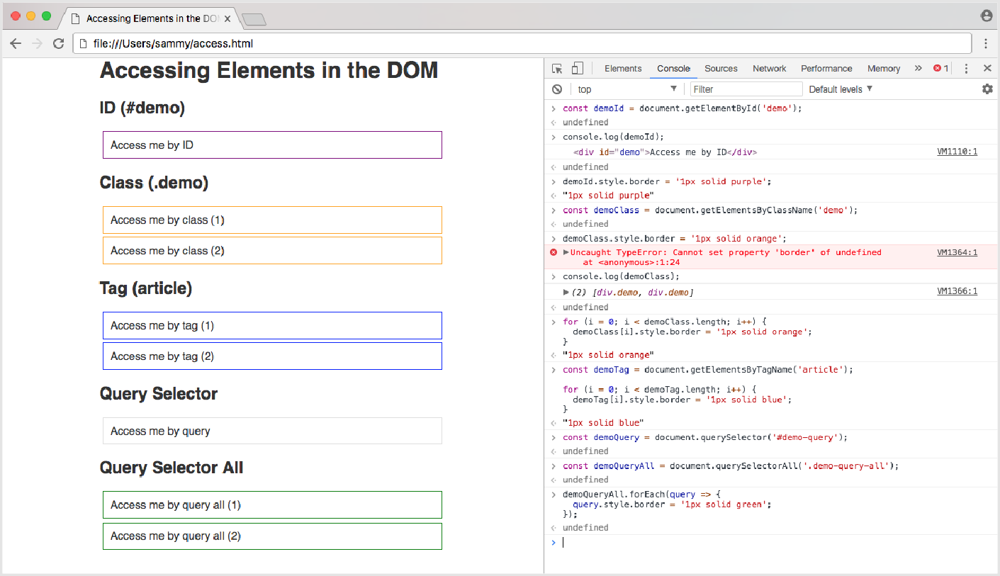 Accessing Elements in the DOM
file:///Users/sammy/access.html
Accessing Elements in the DOM
ID (#demo)
Access me by ID
Class (.demo)
Access me by class (1)
Access me by class (2)
Tag (article)
Access me by tag (1)
Access me by tag (2)
Query Selector
Access me by query
Query Selector All
Access me by query all (1)
Access me by query all (2)
Elements Console Sources Network Performance Memory » 1
top Filter Default levels
const demoId = document.getElementById('demo');
undefined
console.log(demoId);
<div id="demo">Access me by ID</div> VM1110:1
undefined
demoId.style.border = '1px solid purple';
"1px solid purple"
const demoClass = document.getElementsByClassName('demo');
undefined
demoClass.style.border = '1px solid orange';
Uncaught TypeError: Cannot set property 'border' of undefined VM1364:1
at <anonymous>:1:24
console.log(demoClass);
(2) [div.demo, div.demo] VM1366:1
undefined
for (i = 0; i < demoClass.length; i++) {
demoClass[i].style.border = '1px solid orange';
}
"1px solid orange"
const demoTag = document.getElementsByTagName('article');
for (i = 0; i < demoTag.length; i++) {
demoTag[i].style.border = '1px solid blue';
}
"1px solid blue"
const demoQuery = document.querySelector('#demo-query');
undefined
const demoQueryAll = document.querySelectorAll('.demo-query-all');
undefined
demoQueryAll.forEach(query => {
query.style.border = '1px solid green';
});
undefined